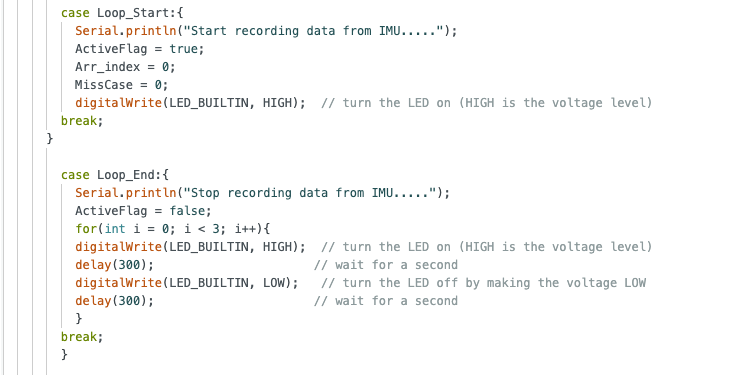 case Loop_Start:{
Serial.println("Start recording data from IMU.....");
ActiveFlag = true;
Arr_index = 0;
MissCase = 0;
digitalWrite(LED_BUILTIN, HIGH);  // turn the LED on (HIGH is the voltage level)
break;
}
case Loop_End:{
Serial.println("Stop recording data from IMU.....");
ActiveFlag = false;
for(int i = 0; i < 3; i++){
digitalWrite(LED_BUILTIN, HIGH);  // turn the LED on (HIGH is the voltage level)
delay(300);                      // wait for a second
digitalWrite(LED_BUILTIN, LOW);   // turn the LED off by making the voltage LOW
delay(300);                      // wait for a second
}
break;
}